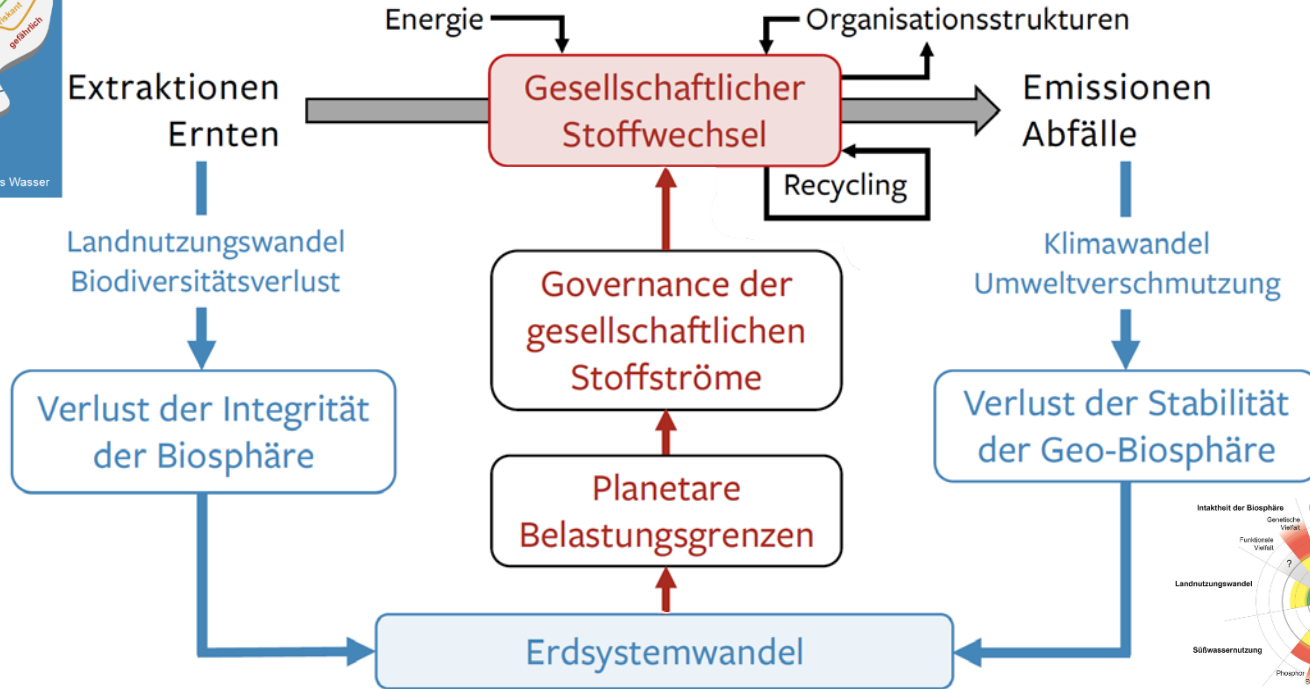 riskant
gefährlich
s Wasser
Energie
Organisationsstrukturen
Extraktionen
Ernten
Gesellschaftlicher
Stoffwechsel
Emissionen
Abfälle
Recycling
Landnutzungswandel
Biodiversitätsverlust
Klimawandel
Umweltverschmutzung
Governance der
gesellschaftlichen
Stoffströme
Verlust der Integrität
der Biosphäre
Verlust der Stabilität
der Geo-Biosphäre
Planetare
Belastungsgrenzen
Erdsystemwandel
Intaktheit der Biosphäre
Genetische
Vielfalt
Funktionale
Vielfalt
?
Landnutzungswandel
Süßwassernutzung
Phosphor